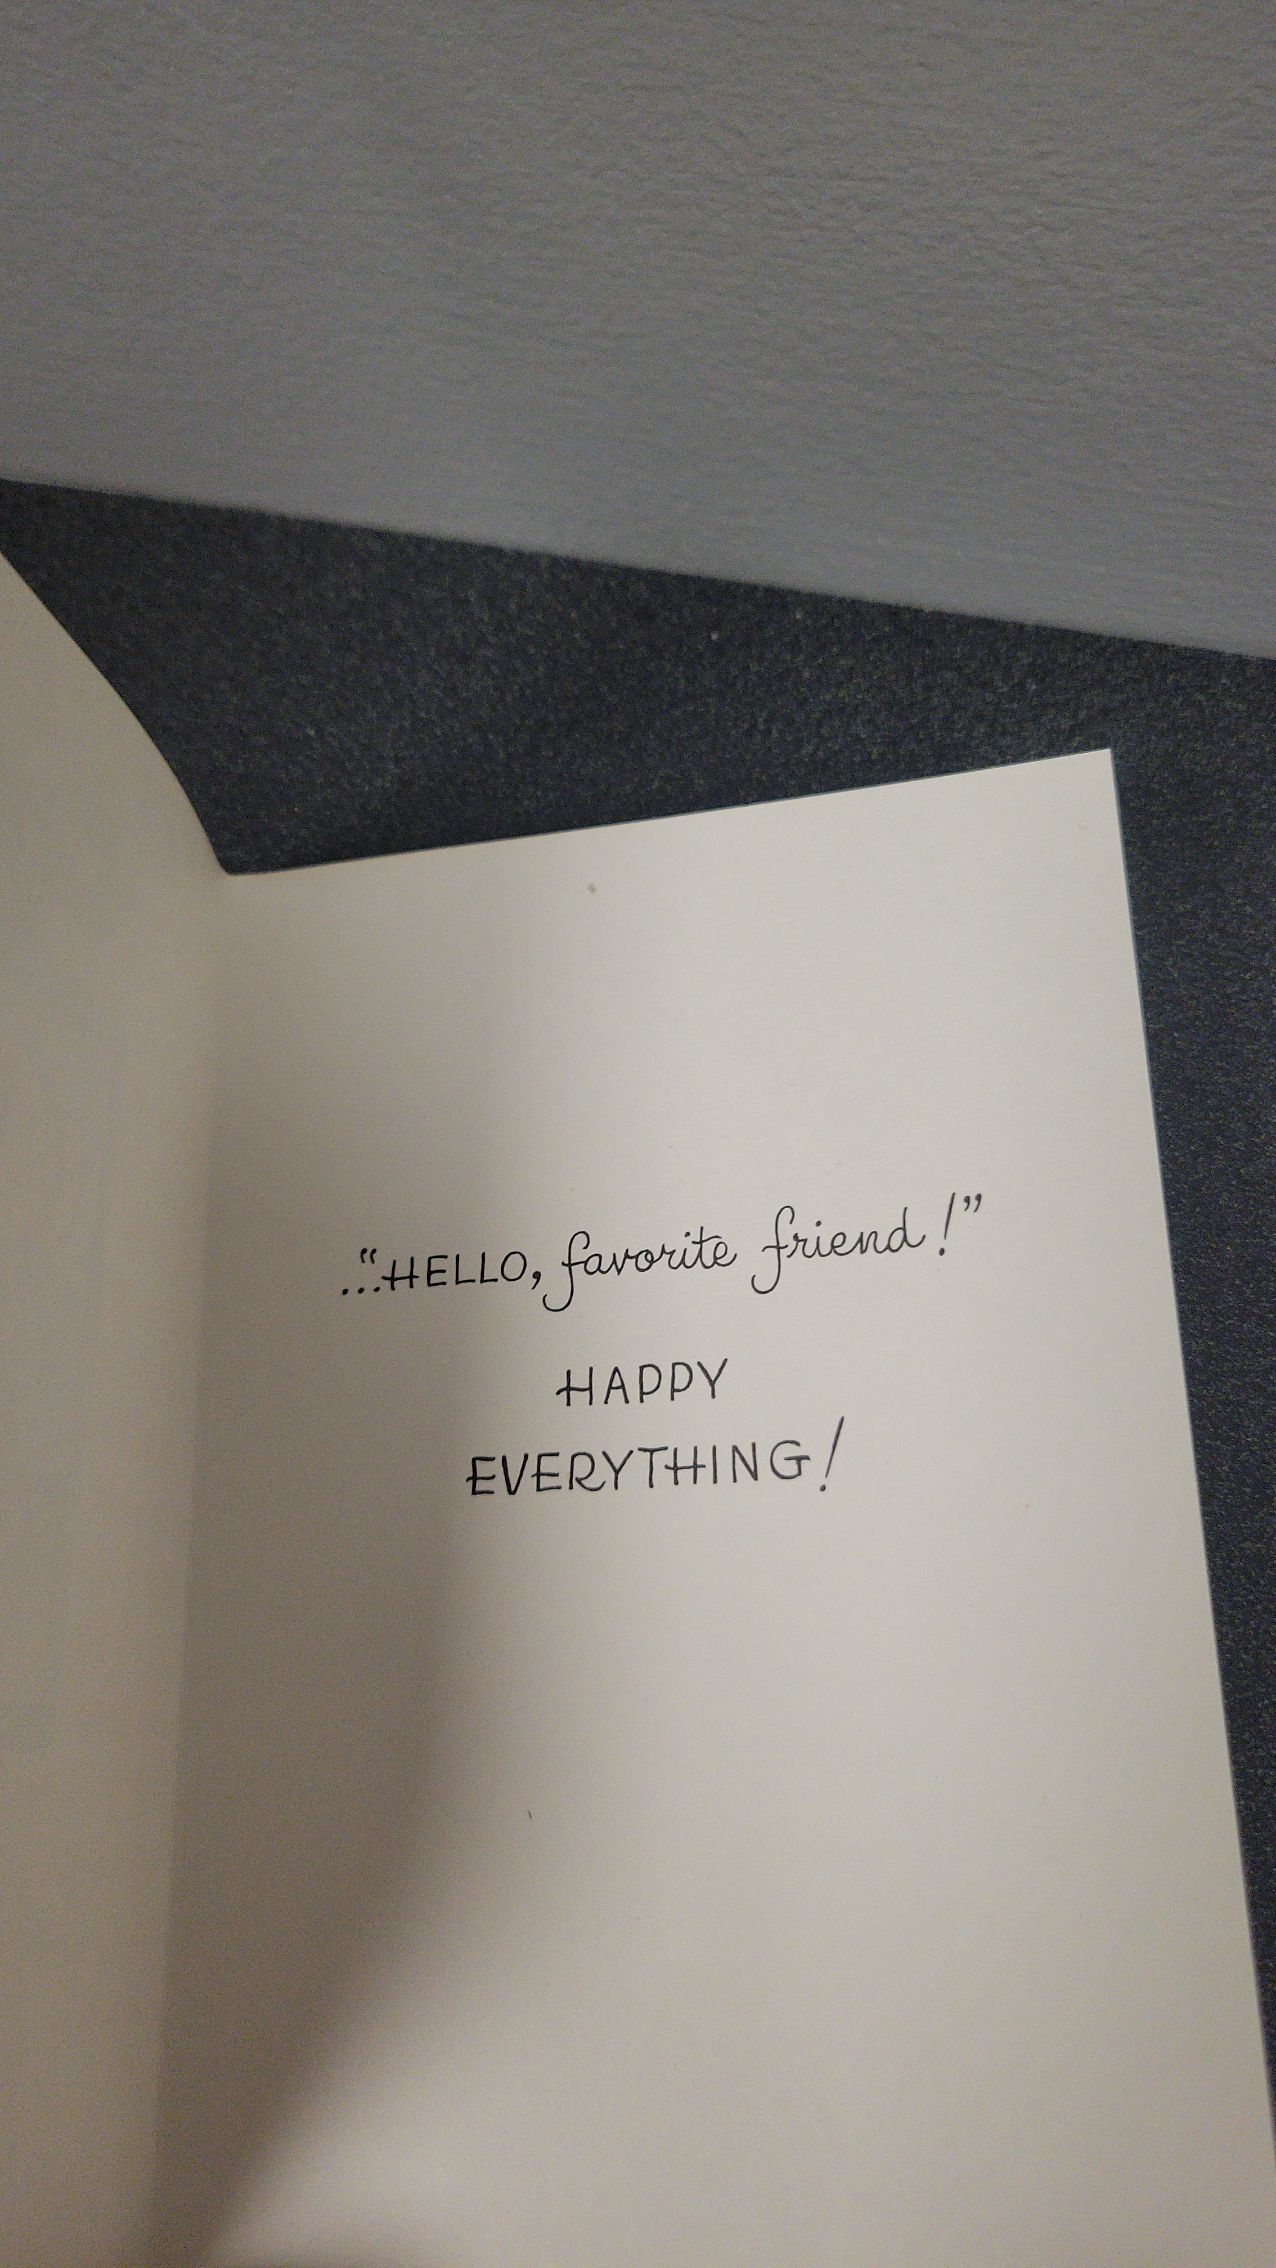 ..."HELLO, favorite friend!"
HAPPY
EVERYTHING!